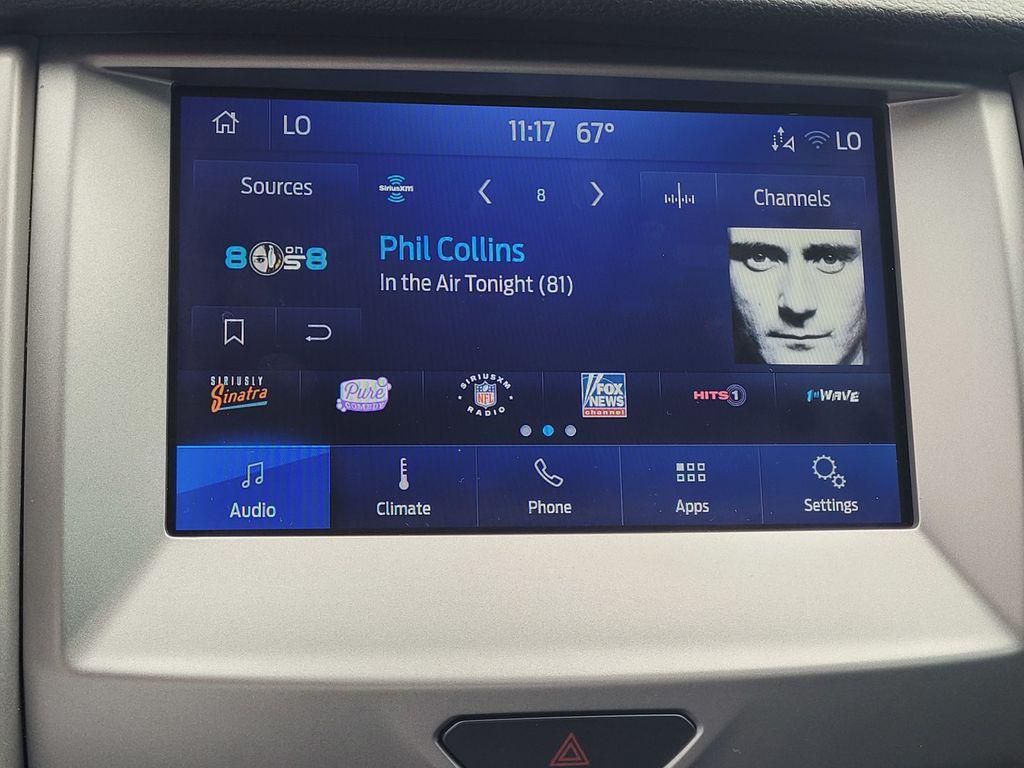 LO
11:17 67°
LO
Sources
SiriusXM
8
Channels
80s on 8
Phil Collins
In the Air Tonight (81)
SIRIUSLY
Sinatra
Pure
COMEDY
SIRIUSXM
NFL
RADIO
FOX
NEWS
channel
HITS 1
1ST WAVE
Audio
Climate
Phone
Apps
Settings